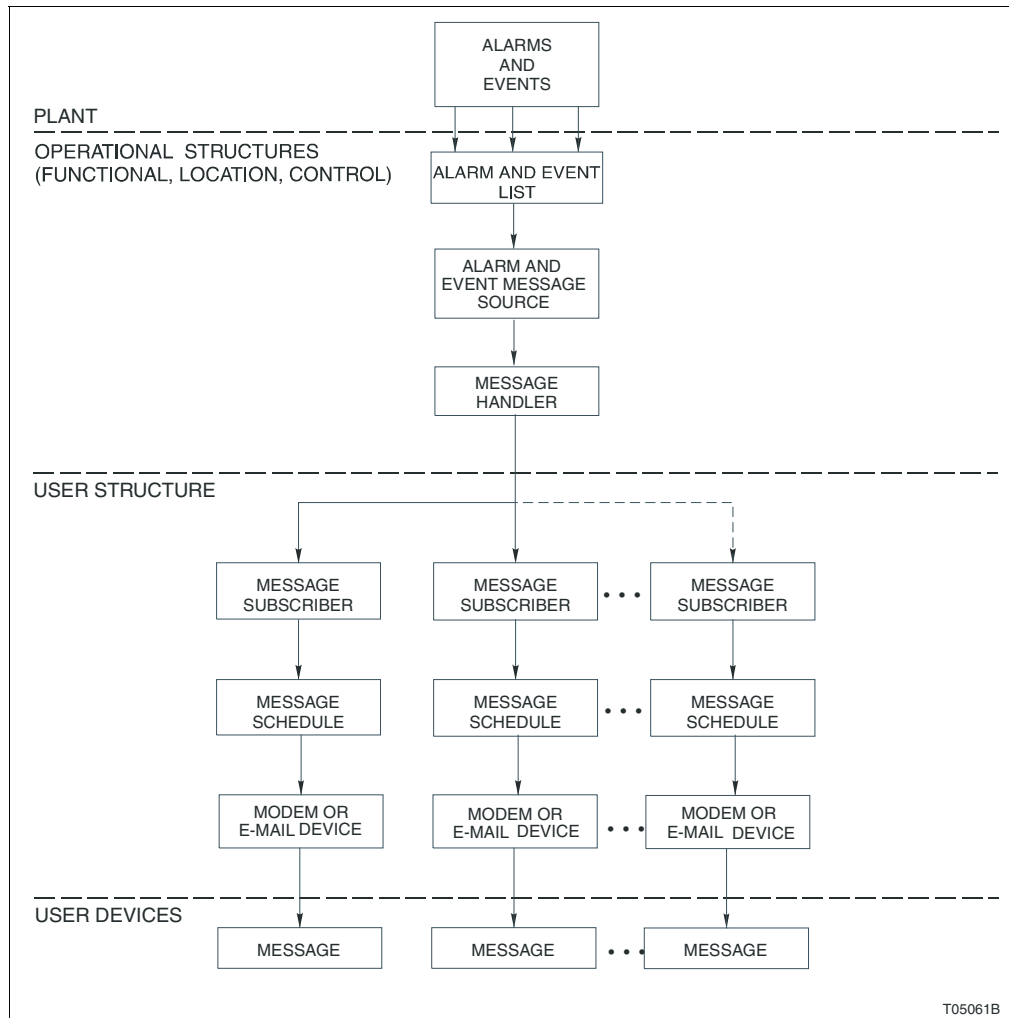 ALARMS
AND
EVENTS
PLANT
OPERATIONAL STRUCTURES
(FUNCTIONAL, LOCATION, CONTROL)
ALARM AND EVENT
LIST
ALARM AND
EVENT MESSAGE
SOURCE
MESSAGE
HANDLER
USER STRUCTURE
MESSAGE
SUBSCRIBER
MESSAGE
SUBSCRIBER
• • •
MESSAGE
SUBSCRIBER
MESSAGE
SCHEDULE
MESSAGE
SCHEDULE
• • •
MESSAGE
SCHEDULE
MODEM OR
E-MAIL DEVICE
MODEM OR
E-MAIL DEVICE
• • •
MODEM OR
E-MAIL DEVICE
USER DEVICES
MESSAGE
MESSAGE
• • •
MESSAGE
T05061B